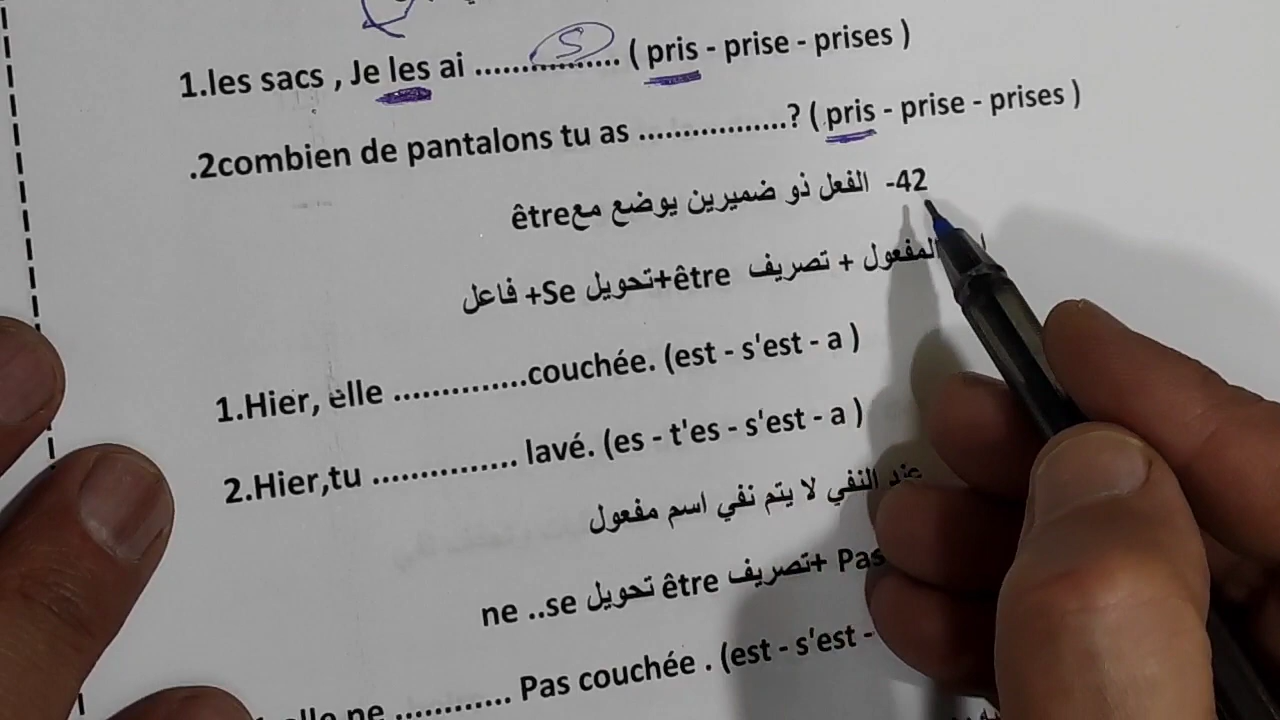 1.les sacs , Je les ai ................. ( pris - prise - prises )
S
.2combien de pantalons tu as .................? ( pris - prise - prises )
42- الفعل ذو ضميرين يوضع معêtre
المفعول + تصريف être+تحويل Se+ فاعل
1.Hier, elle ..............couchée. (est - s'est - a )
2.Hier,tu ............... lavé. (es - t'es - s'est - a )
عند النفي لا يتم نفي اسم مفعول
ne ..se تحويل être تصريف+ Pas
elle ne ............ Pas couchée . (est - s'est -